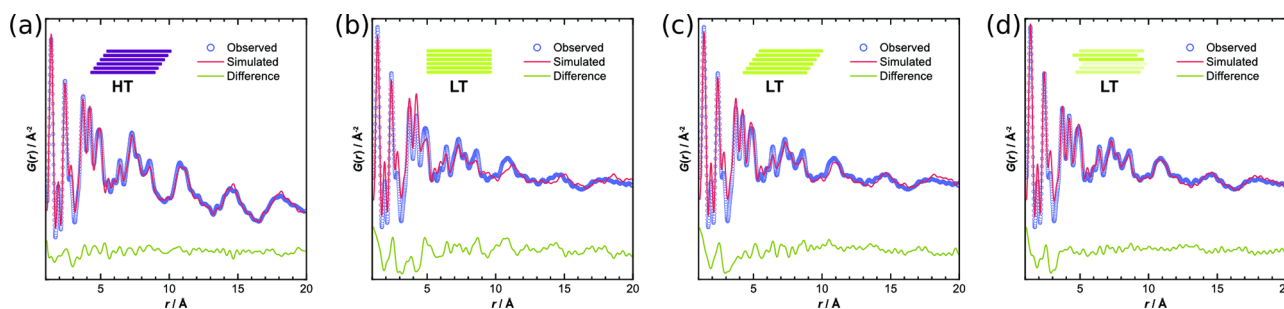 (a)
Observed
Simulated
Difference
HT
G(r) / Å-2
5
10
15
20
r / Å
(b)
Observed
Simulated
Difference
LT
G(r) / Å-2
5
10
15
20
r / Å
(c)
Observed
Simulated
Difference
LT
G(r) / Å-2
5
10
15
20
r / Å
(d)
Observed
Simulated
Difference
LT
G(r) / Å-2
5
10
15
20
r / Å